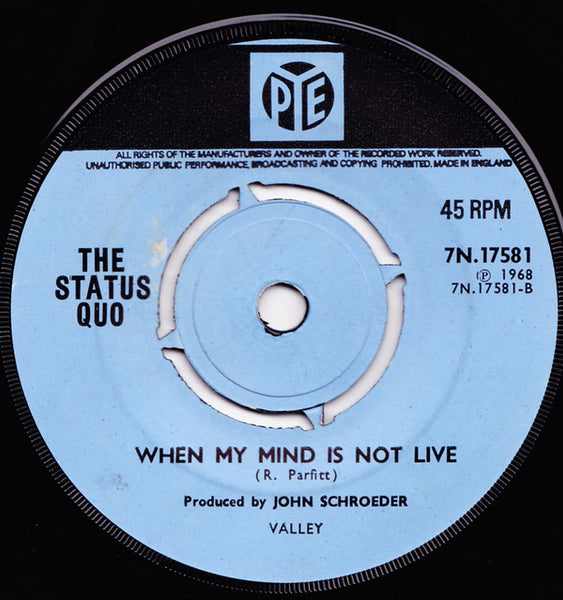 PYE
ALL RIGHTS OF THE MANUFACTURERS AND OWNER OF THE RECORDED WORK RESERVED.
UNAUTHORISED PUBLIC PERFORMANCE, BROADCASTING AND COPYING PROHIBITED. MADE IN ENGLAND
45 RPM
THE
STATUS
QUO
7N.17581
Ⓟ 1968
7N.17581-B
WHEN MY MIND IS NOT LIVE
(R. Parfitt)
Produced by JOHN SCHROEDER
VALLEY